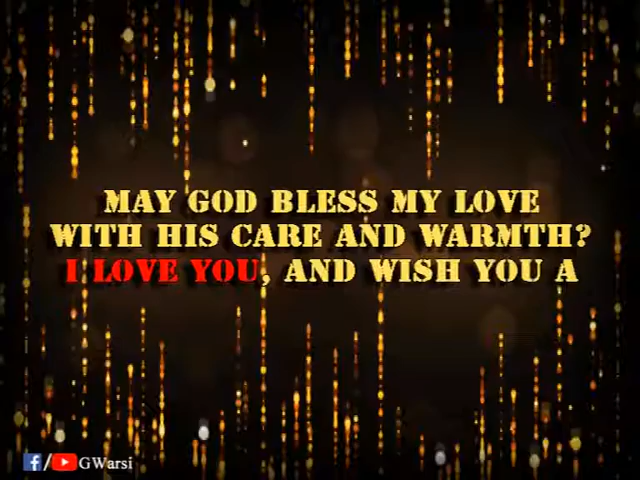 MAY GOD BLESS MY LOVE
WITH HIS CARE AND WARMTH?
I LOVE YOU, AND WISH YOU A
f/ GWarsi